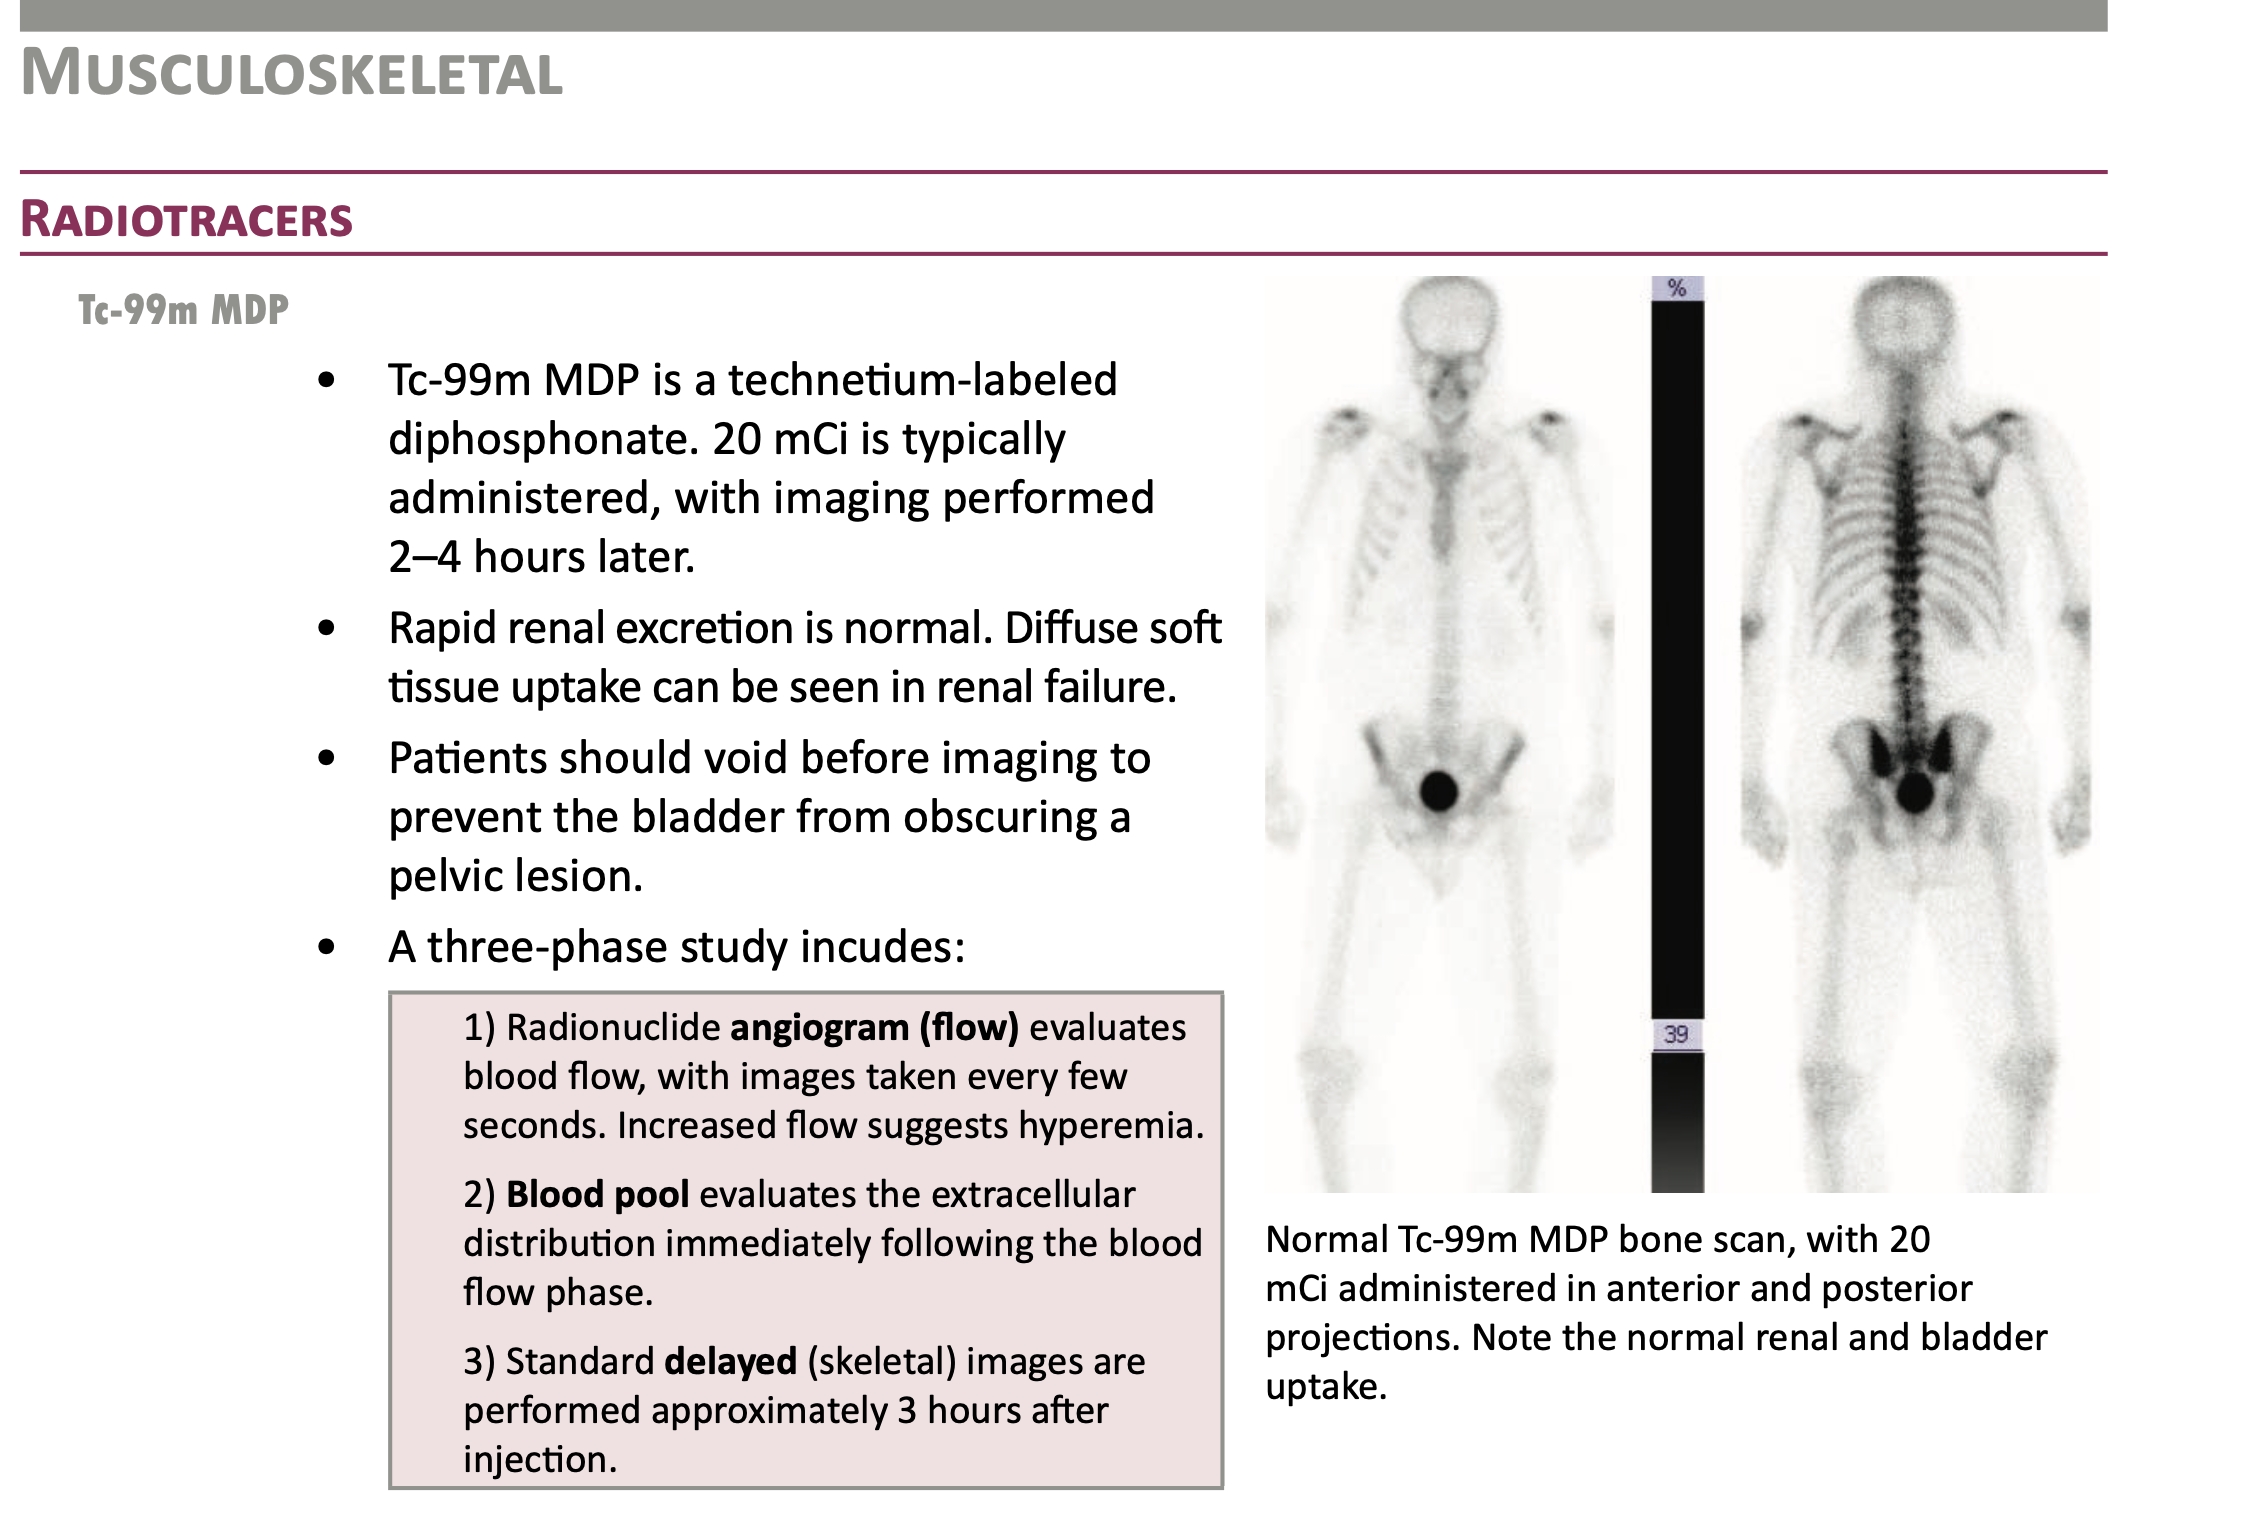 MUSCULOSKELETAL
RADIOTRACERS
Tc-99m MDP
• Tc-99m MDP is a technetium-labeled
diphosphonate. 20 mCi is typically
administered, with imaging performed
2–4 hours later.
• Rapid renal excretion is normal. Diffuse soft
tissue uptake can be seen in renal failure.
• Patients should void before imaging to
prevent the bladder from obscuring a
pelvic lesion.
• A three-phase study incudes:
1) Radionuclide angiogram (flow) evaluates
blood flow, with images taken every few
seconds. Increased flow suggests hyperemia.
2) Blood pool evaluates the extracellular
distribution immediately following the blood
flow phase.
3) Standard delayed (skeletal) images are
performed approximately 3 hours after
injection.
%
39
Normal Tc-99m MDP bone scan, with 20
mCi administered in anterior and posterior
projections. Note the normal renal and bladder
uptake.